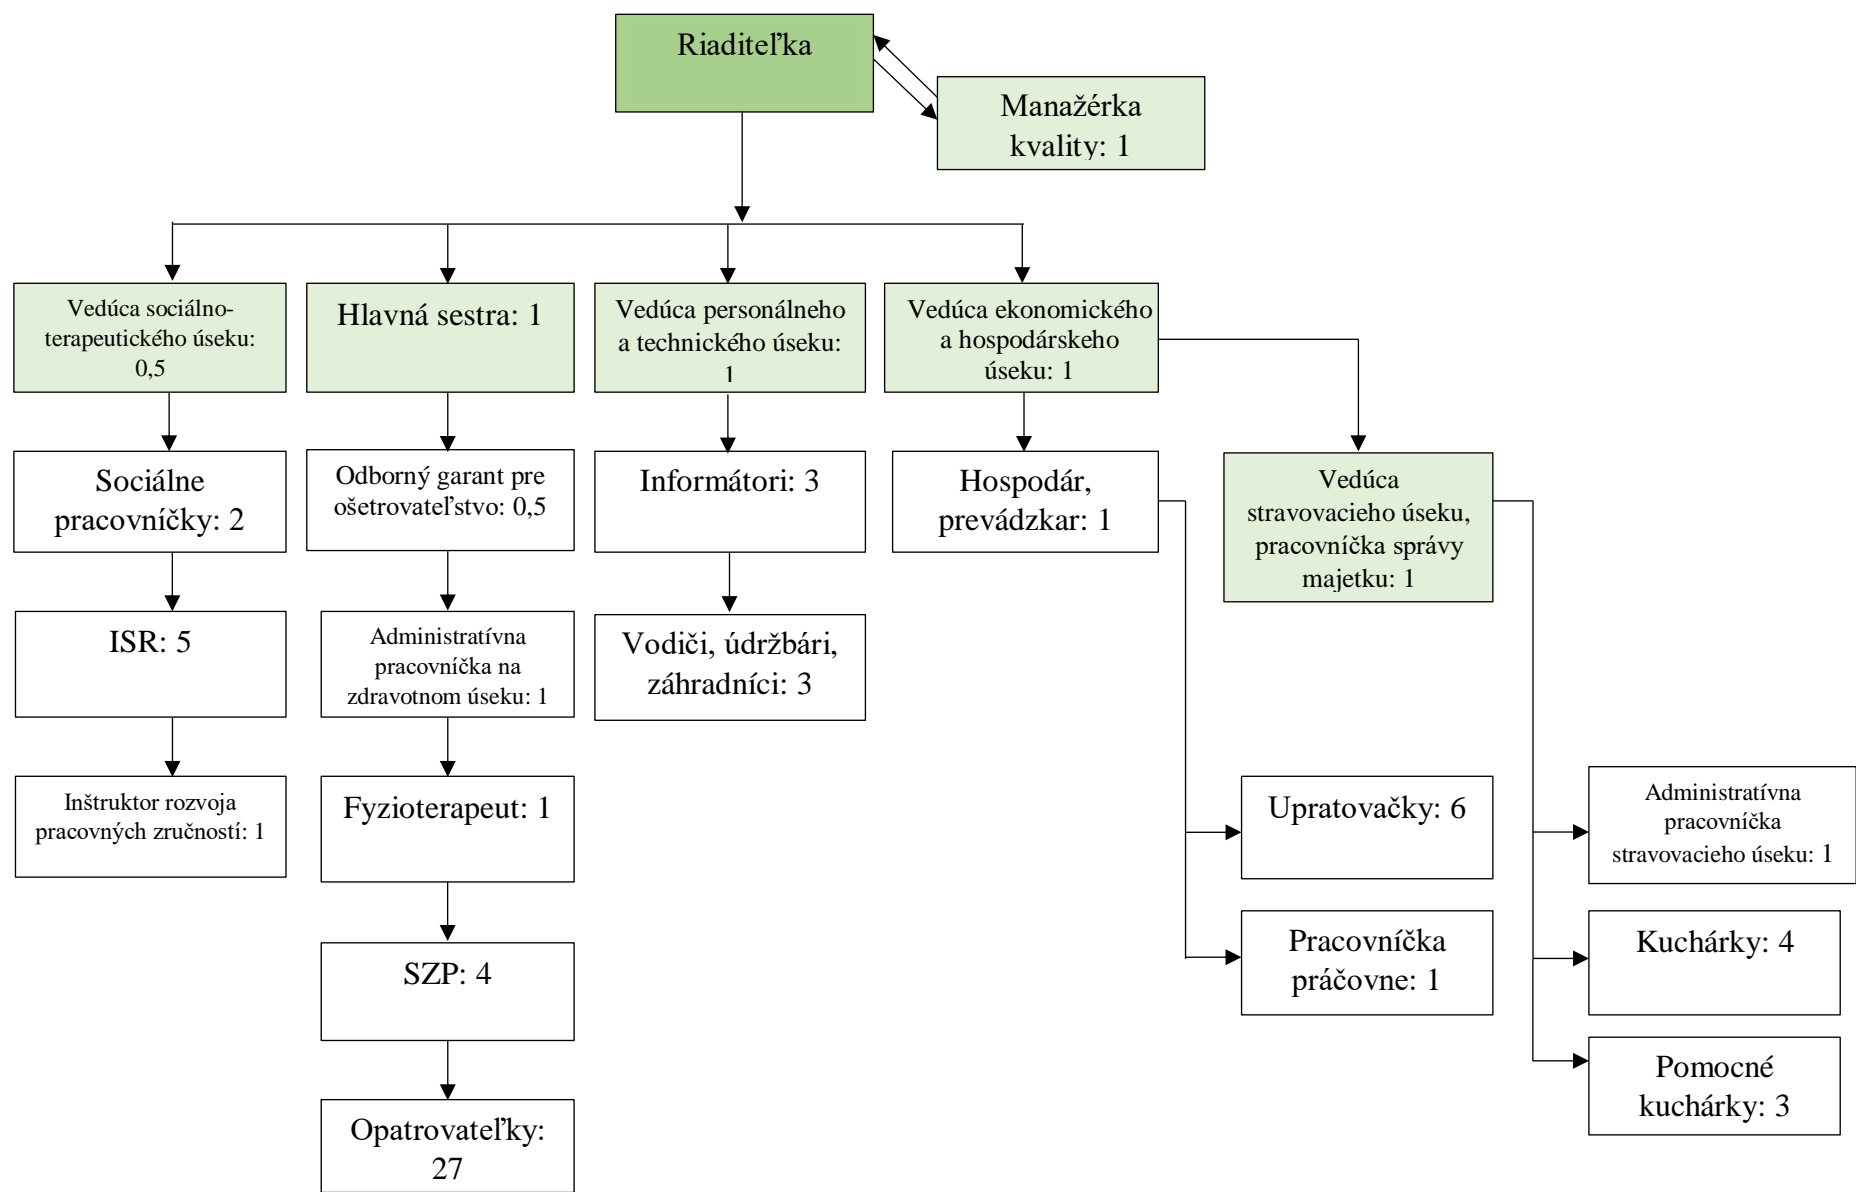 Riaditeľka
Manažérka
kvality: 1
Vedúca sociálno-
terapeutického úseku:
0,5
Hlavná sestra: 1
Vedúca personálneho
a technického úseku:
1
Vedúca ekonomického
a hospodárskeho
úseku: 1
Sociálne
pracovníčky: 2
Odborný garant pre
ošetrovateľstvo: 0,5
Informátori: 3
Hospodár,
prevádzkar: 1
Vedúca
stravovacieho úseku,
pracovníčka správy
majetku: 1
ISR: 5
Administratívna
pracovníčka na
zdravotnom úseku: 1
Vodiči, údržbári,
záhradníci: 3
Inštruktor rozvoja
pracovných zručností: 1
Fyzioterapeut: 1
Upratovačky: 6
Administratívna
pracovníčka
stravovacieho úseku: 1
SZP: 4
Pracovníčka
práčovne: 1
Kuchárky: 4
Pomocné
kuchárky: 3
Opatrovateľky:
27